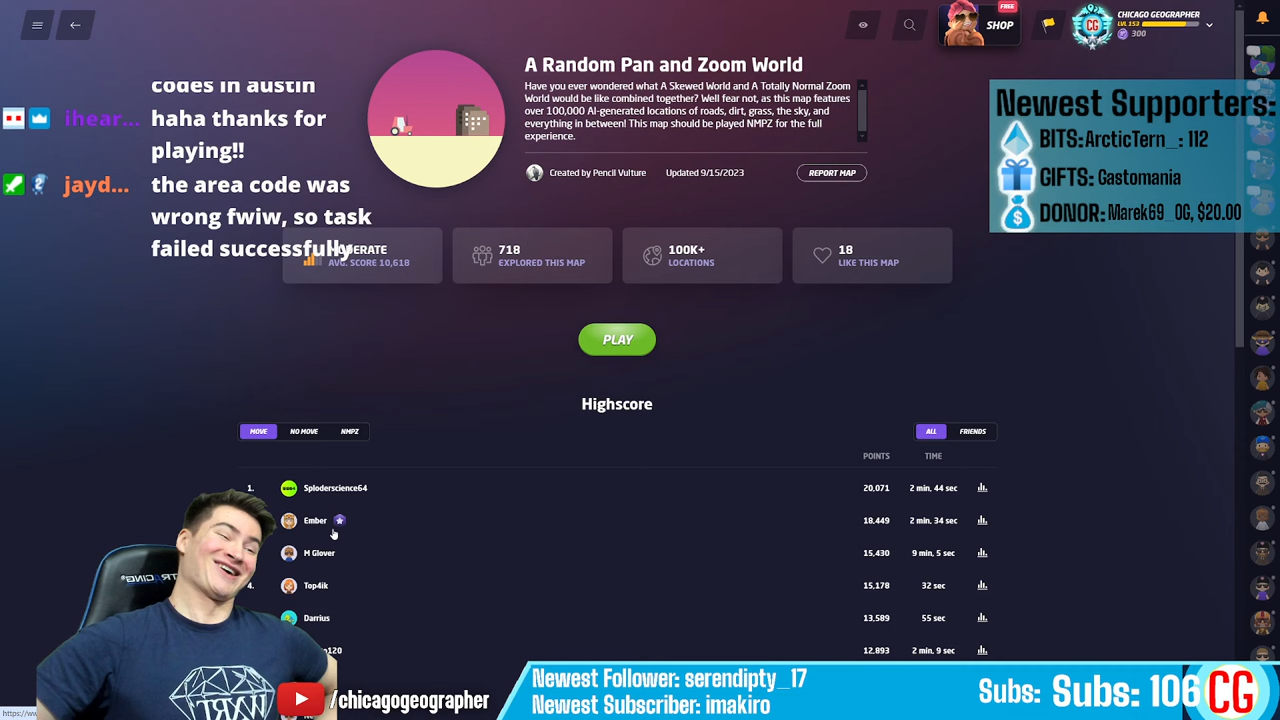 FREE
SHOP
CHICAGO GEOGRAPHER
LVL 153
300
codes in austin
ihear... haha thanks for
playing!!
jayd... the area code was
wrong fwiw, so task
failed successfully
A Random Pan and Zoom World
Have you ever wondered what A Skewed World and A Totally Normal Zoom
World would be like combined together? Well fear not, as this map features
over 100,000 AI-generated locations of roads, dirt, grass, the sky, and
everything in between! This map should be played NMPZ for the full
experience.
Created by Pencil Vulture Updated 9/15/2023 REPORT MAP
Newest Supporters:
BITS:ArcticTern_: 112
GIFTS: Gastomania
DONOR: Marek69_OG, $20.00
AVG. SCORE 10,618
718
EXPLORED THIS MAP
100K+
LOCATIONS
18
LIKE THIS MAP
PLAY
Highscore
MOVE NO MOVE NMPZ ALL FRIENDS
POINTS TIME
1. Sploderscience64 20,071 2 min, 44 sec
Ember 18,449 2 min, 34 sec
M Glover 15,430 9 min, 5 sec
4. Top4ik 15,178 32 sec
Darrius 13,589 55 sec
12,893 2 min, 9 sec
/chicagogeographer
Newest Follower: serendipty_17
Newest Subscriber: imakiro
Subs: Subs: 106
CG